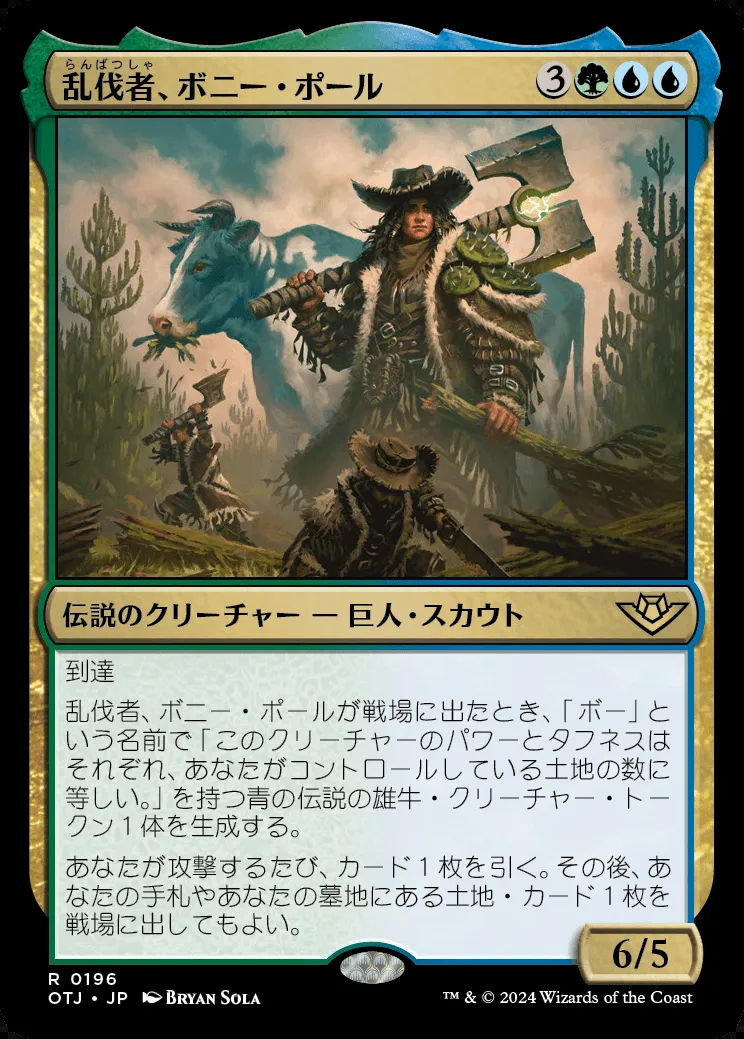 らんばつしゃ
乱伐者、ボニー・ポール
3
伝説のクリーチャー ― 巨人・スカウト
到達
乱伐者、ボニー・ポールが戦場に出たとき、「ボー」と
いう名前で「このクリーチャーのパワーとタフネスは
それぞれ、あなたがコントロールしている土地の数に
等しい。」を持つ青の伝説の雄牛・クリーチャー・トー
クン１体を生成する。
あなたが攻撃するたび、カード１枚を引く。その後、あ
なたの手札やあなたの墓地にある土地・カード１枚を
戦場に出してもよい。
6/5
R 0196
OTJ • JP BRYAN SOLA
™ & © 2024 Wizards of the Coast